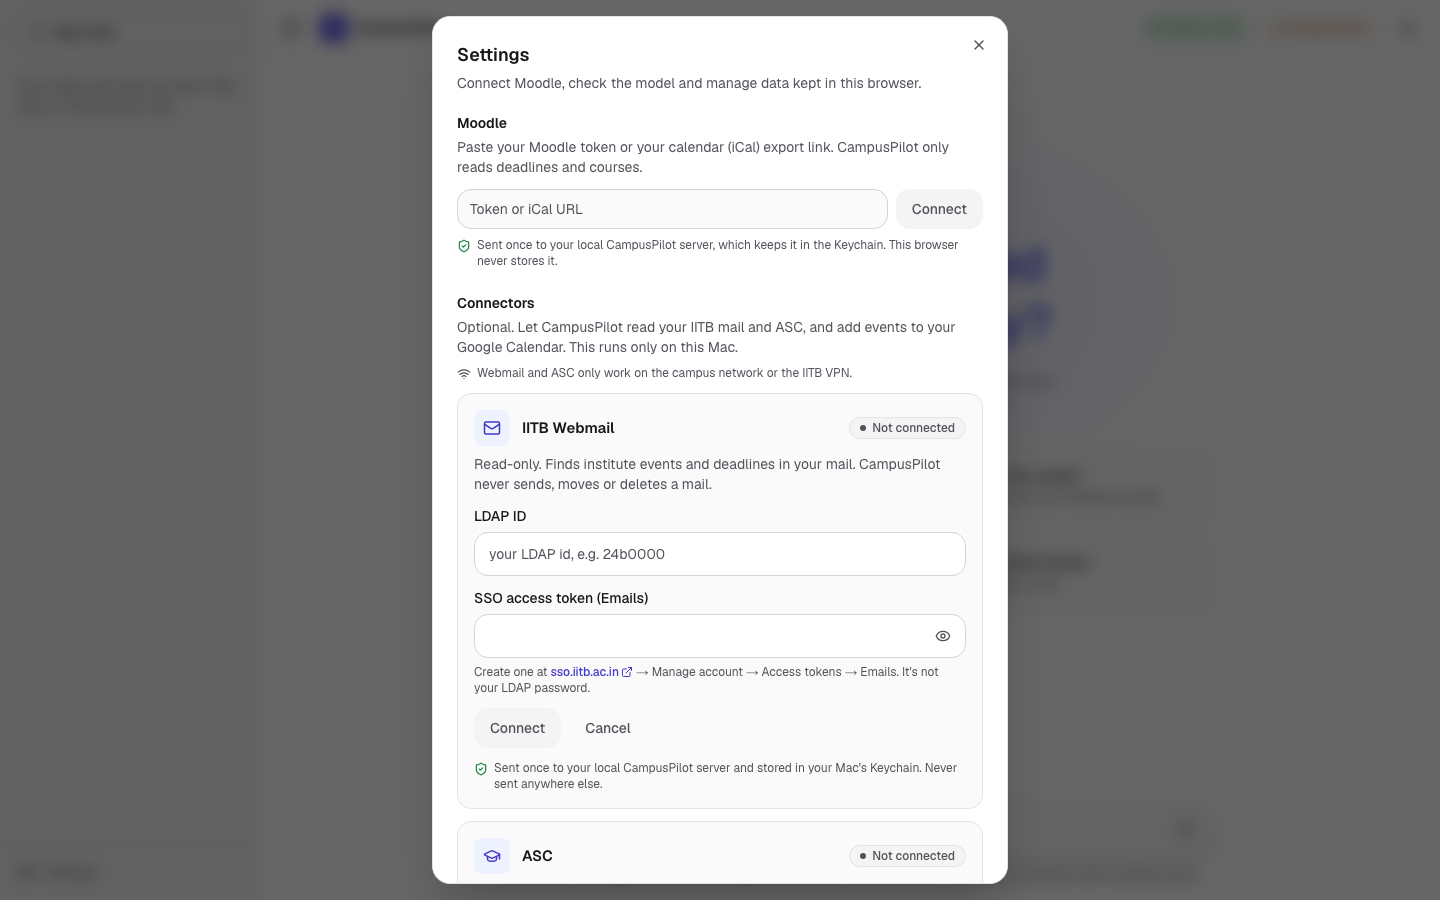 Settings
Connect Moodle, check the model and manage data kept in this browser.
Moodle
Paste your Moodle token or your calendar (iCal) export link. CampusPilot only
reads deadlines and courses.
Token or iCal URL
Connect
Sent once to your local CampusPilot server, which keeps it in the Keychain. This browser
never stores it.
Connectors
Optional. Let CampusPilot read your IITB mail and ASC, and add events to your
Google Calendar. This runs only on this Mac.
Webmail and ASC only work on the campus network or the IITB VPN.
IITB Webmail
Not connected
Read-only. Finds institute events and deadlines in your mail. CampusPilot
never sends, moves or deletes a mail.
LDAP ID
your LDAP id, e.g. 24b0000
SSO access token (Emails)
Create one at sso.iitb.ac.in → Manage account → Access tokens → Emails. It's not
your LDAP password.
Connect
Cancel
Sent once to your local CampusPilot server and stored in your Mac's Keychain. Never
sent anywhere else.
ASC
Not connected